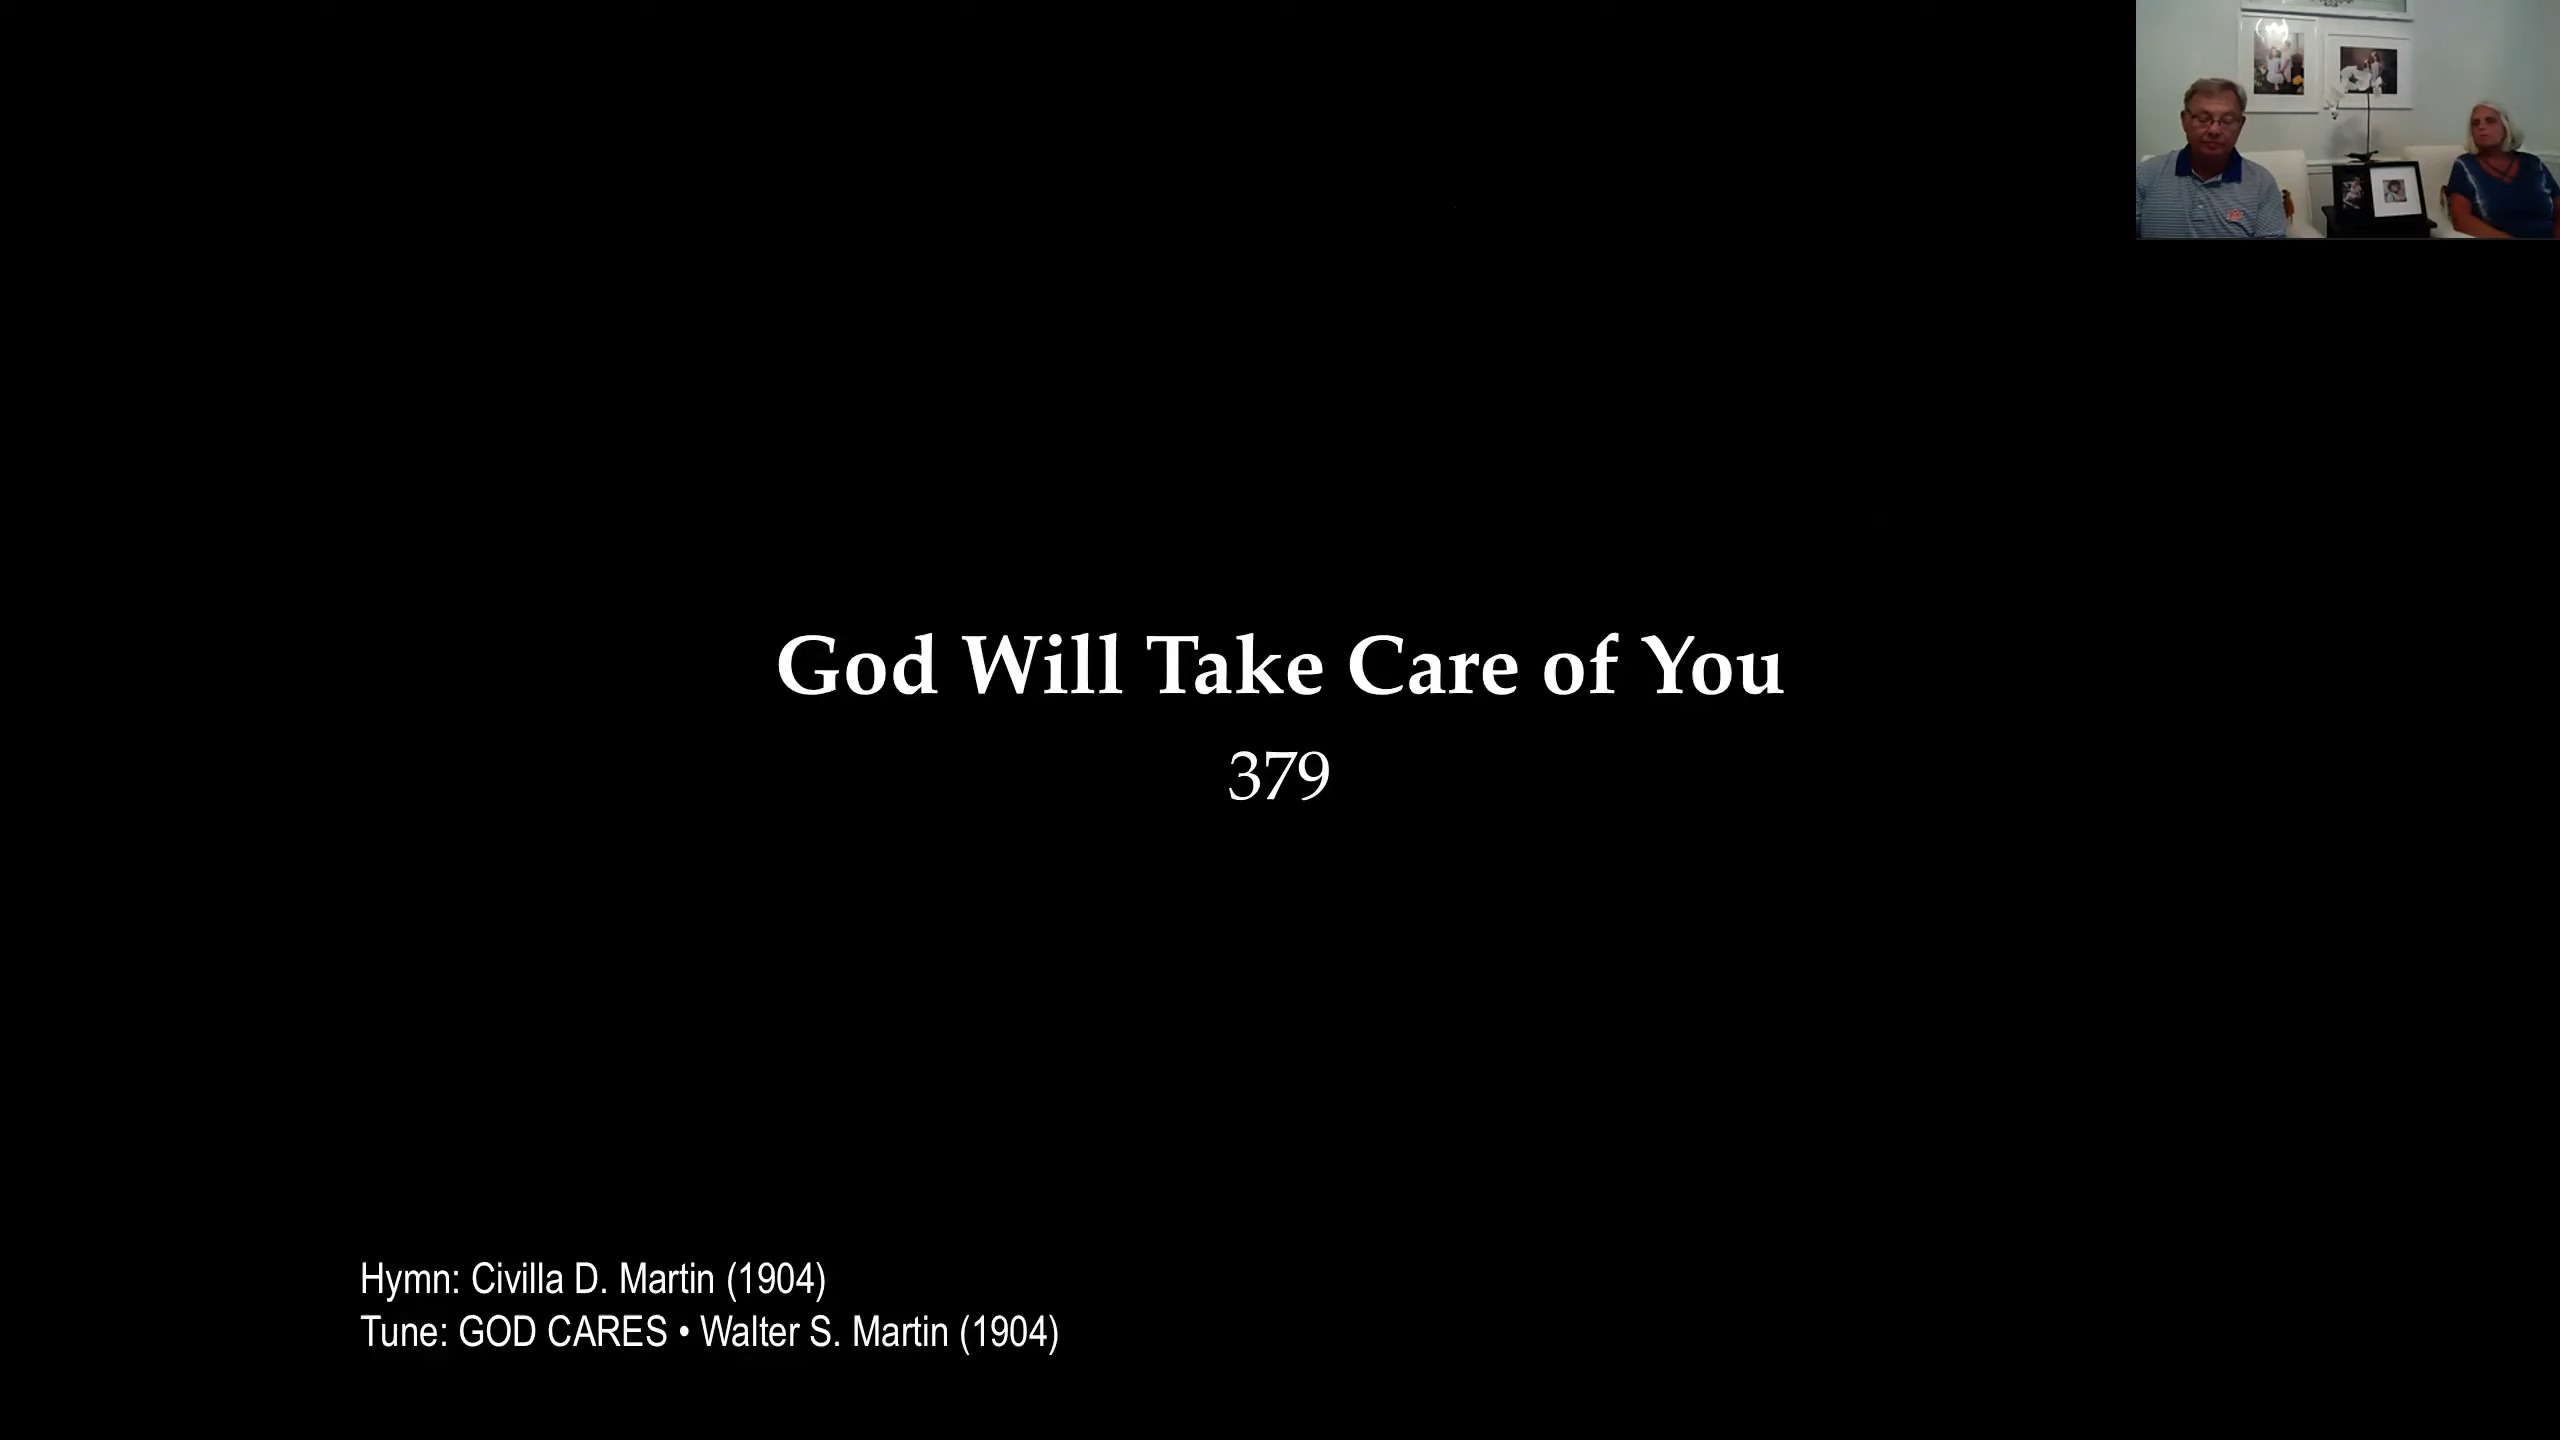 God Will Take Care of You
379
Hymn: Civilla D. Martin (1904)
Tune: GOD CARES • Walter S. Martin (1904)